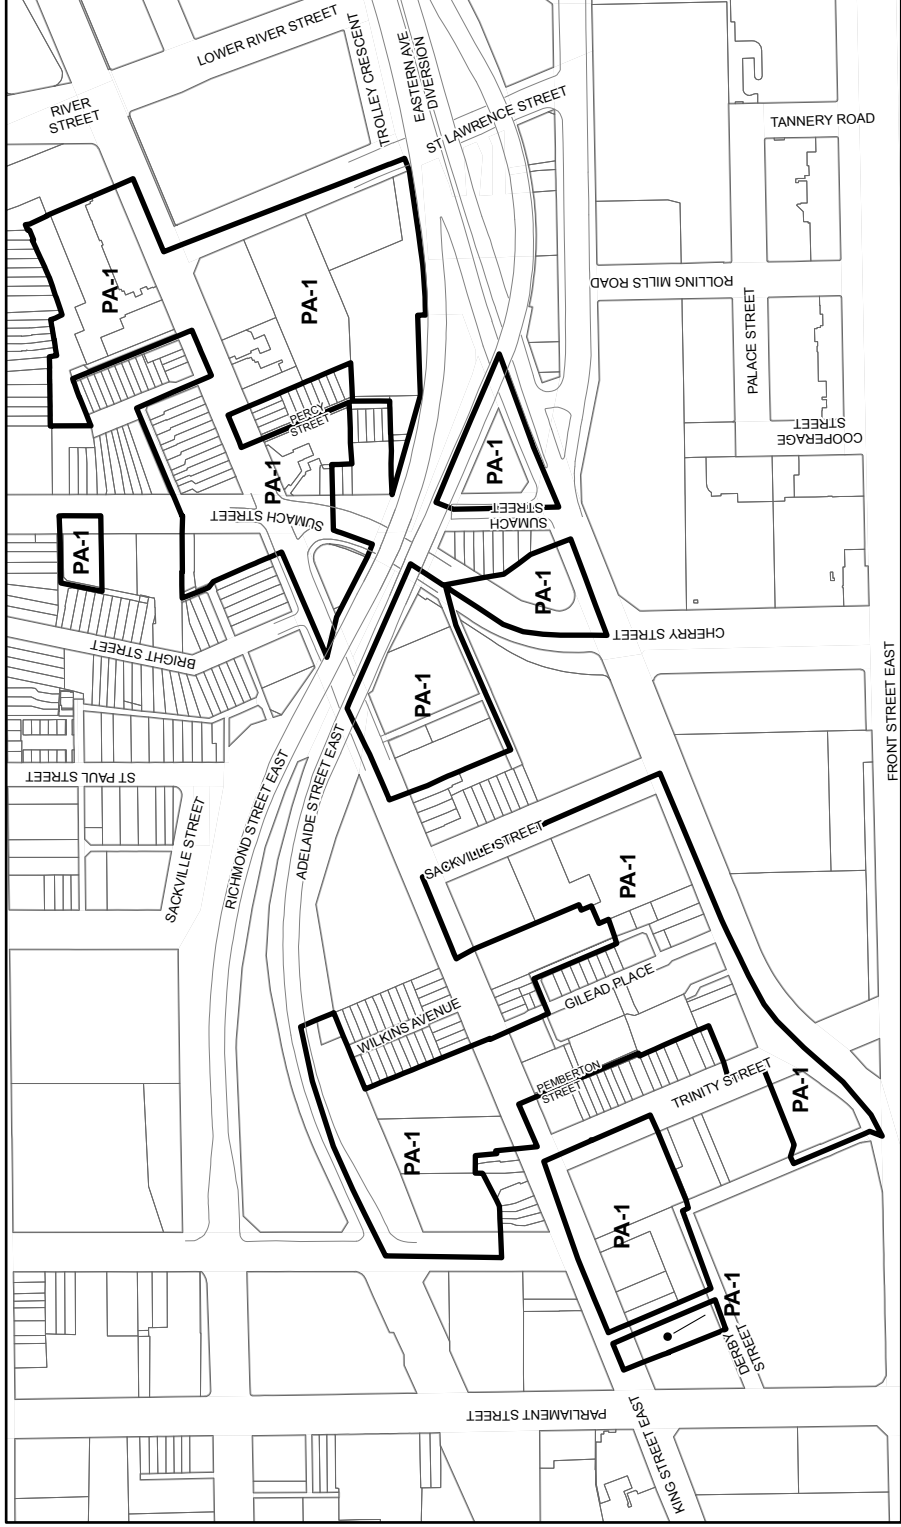 LOWER RIVER STREET
TROLLEY CRESCENT
EASTERN AVE
DIVERSION
RIVER
STREET
ST LAWRENCE STREET
TANNERY ROAD
PA-1
PA-1
ROLLING MILLS ROAD
PALACE STREET
PERCY
STREET
COOPERAGE
STREET
PA-1
PA-1
SUMACH STREET
SUMACH
STREET
PA-1
PA-1
CHERRY STREET
BRIGHT STREET
PA-1
FRONT STREET EAST
ST PAUL STREET
RICHMOND STREET EAST
ADELAIDE STREET EAST
SACKVILLE STREET
SACKVILLE STREET
PA-1
GILEAD PLACE
WILKINS AVENUE
PEMBERTON
STREET
TRINITY STREET
PA-1
PA-1
PA-1
PA-1
DERBY
STREET
PARLIAMENT STREET
KING STREET EAST